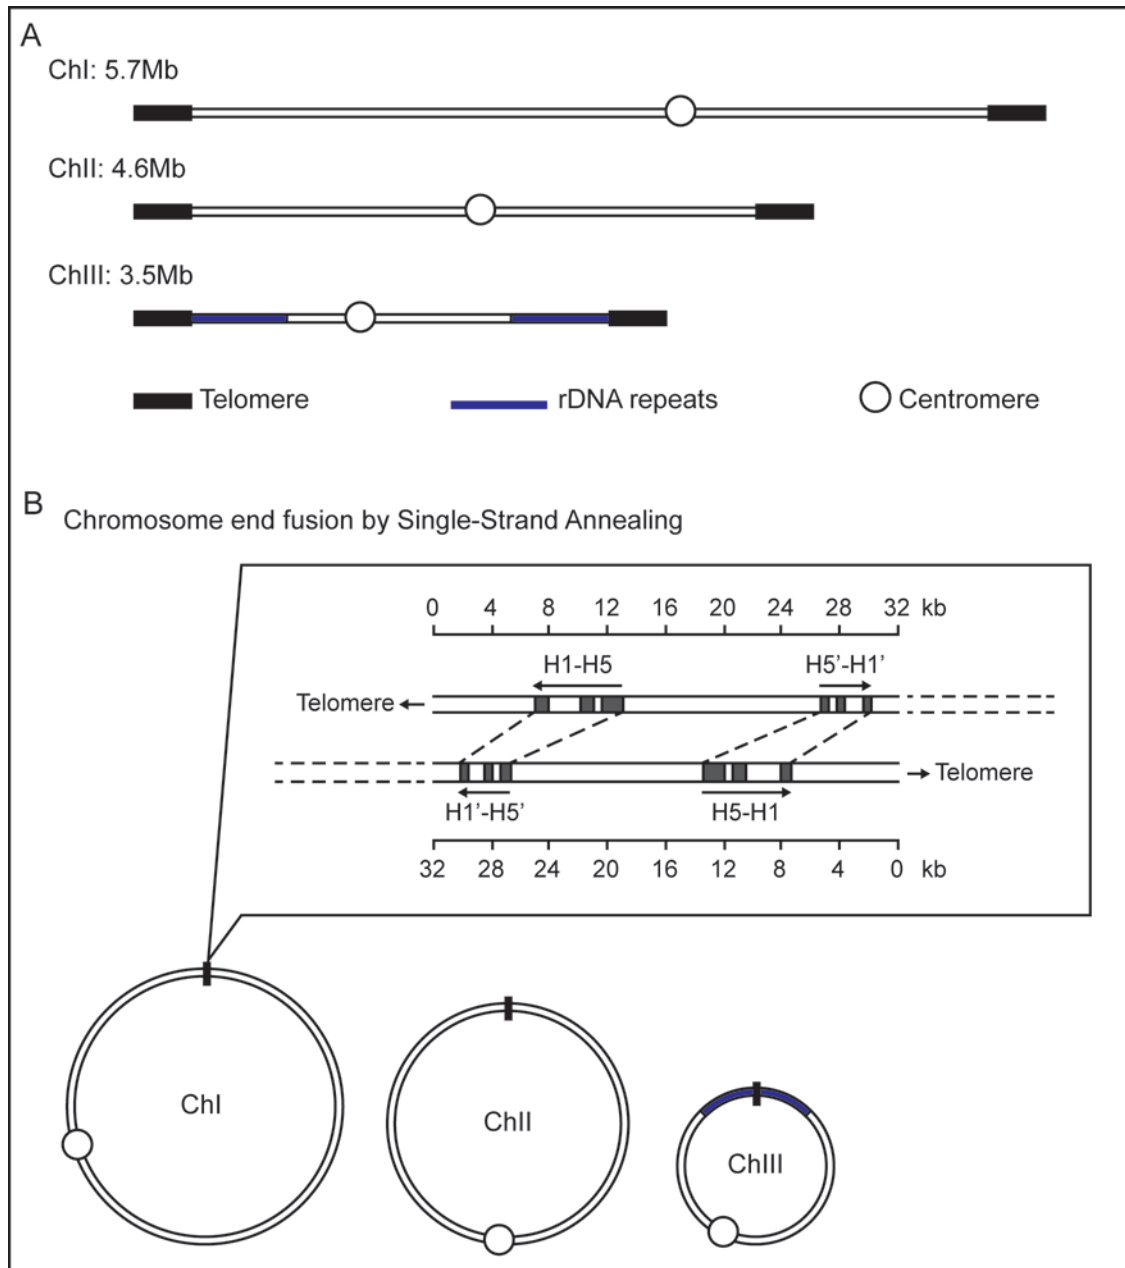 A
ChI: 5.7Mb
ChII: 4.6Mb
ChIII: 3.5Mb
Telomere rDNA repeats Centromere
B Chromosome end fusion by Single-Strand Annealing
0 4 8 12 16 20 24 28 32 kb
H1-H5 H5’-H1’
Telomere
Telomere
H1’-H5’ H5-H1
32 28 24 20 16 12 8 4 0 kb
ChI ChII ChIII